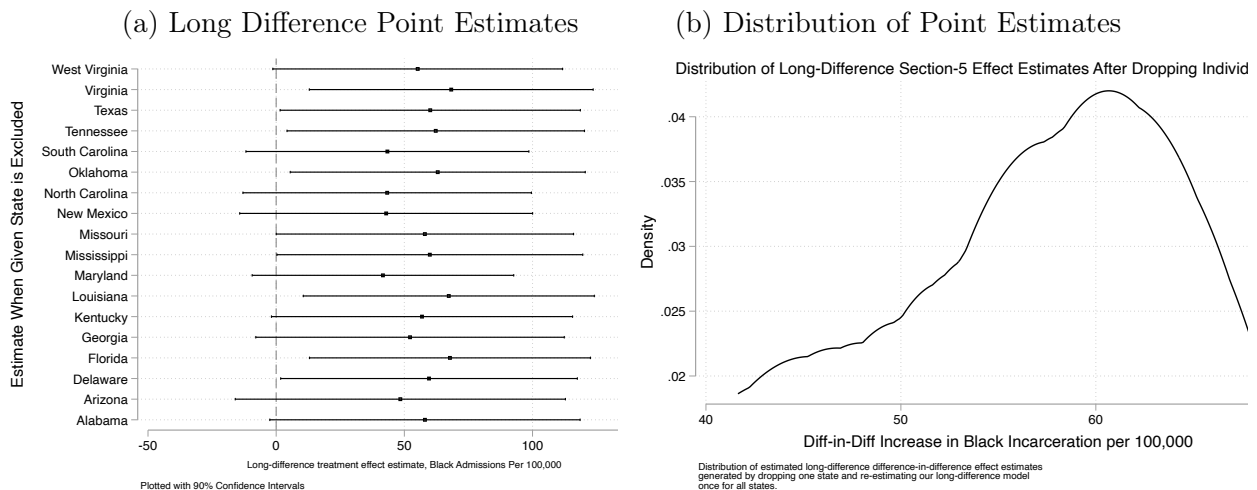 (a) Long Difference Point Estimates
West Virginia
Virginia
Texas
Tennessee
South Carolina
Oklahoma
North Carolina
New Mexico
Missouri
Mississippi
Maryland
Louisiana
Kentucky
Georgia
Florida
Delaware
Arizona
Alabama
Estimate When Given State is Excluded
-50 0 50 100
Long-difference treatment effect estimate, Black Admissions Per 100,000
Plotted with 90% Confidence Intervals
(b) Distribution of Point Estimates
Distribution of Long-Difference Section-5 Effect Estimates After Dropping Individ
.04
.035
.03
.025
.02
Density
40 50 60
Diff-in-Diff Increase in Black Incarceration per 100,000
Distribution of estimated long-difference difference-in-difference effect estimates
generated by dropping one state and re-estimating our long-difference model
once for all states.